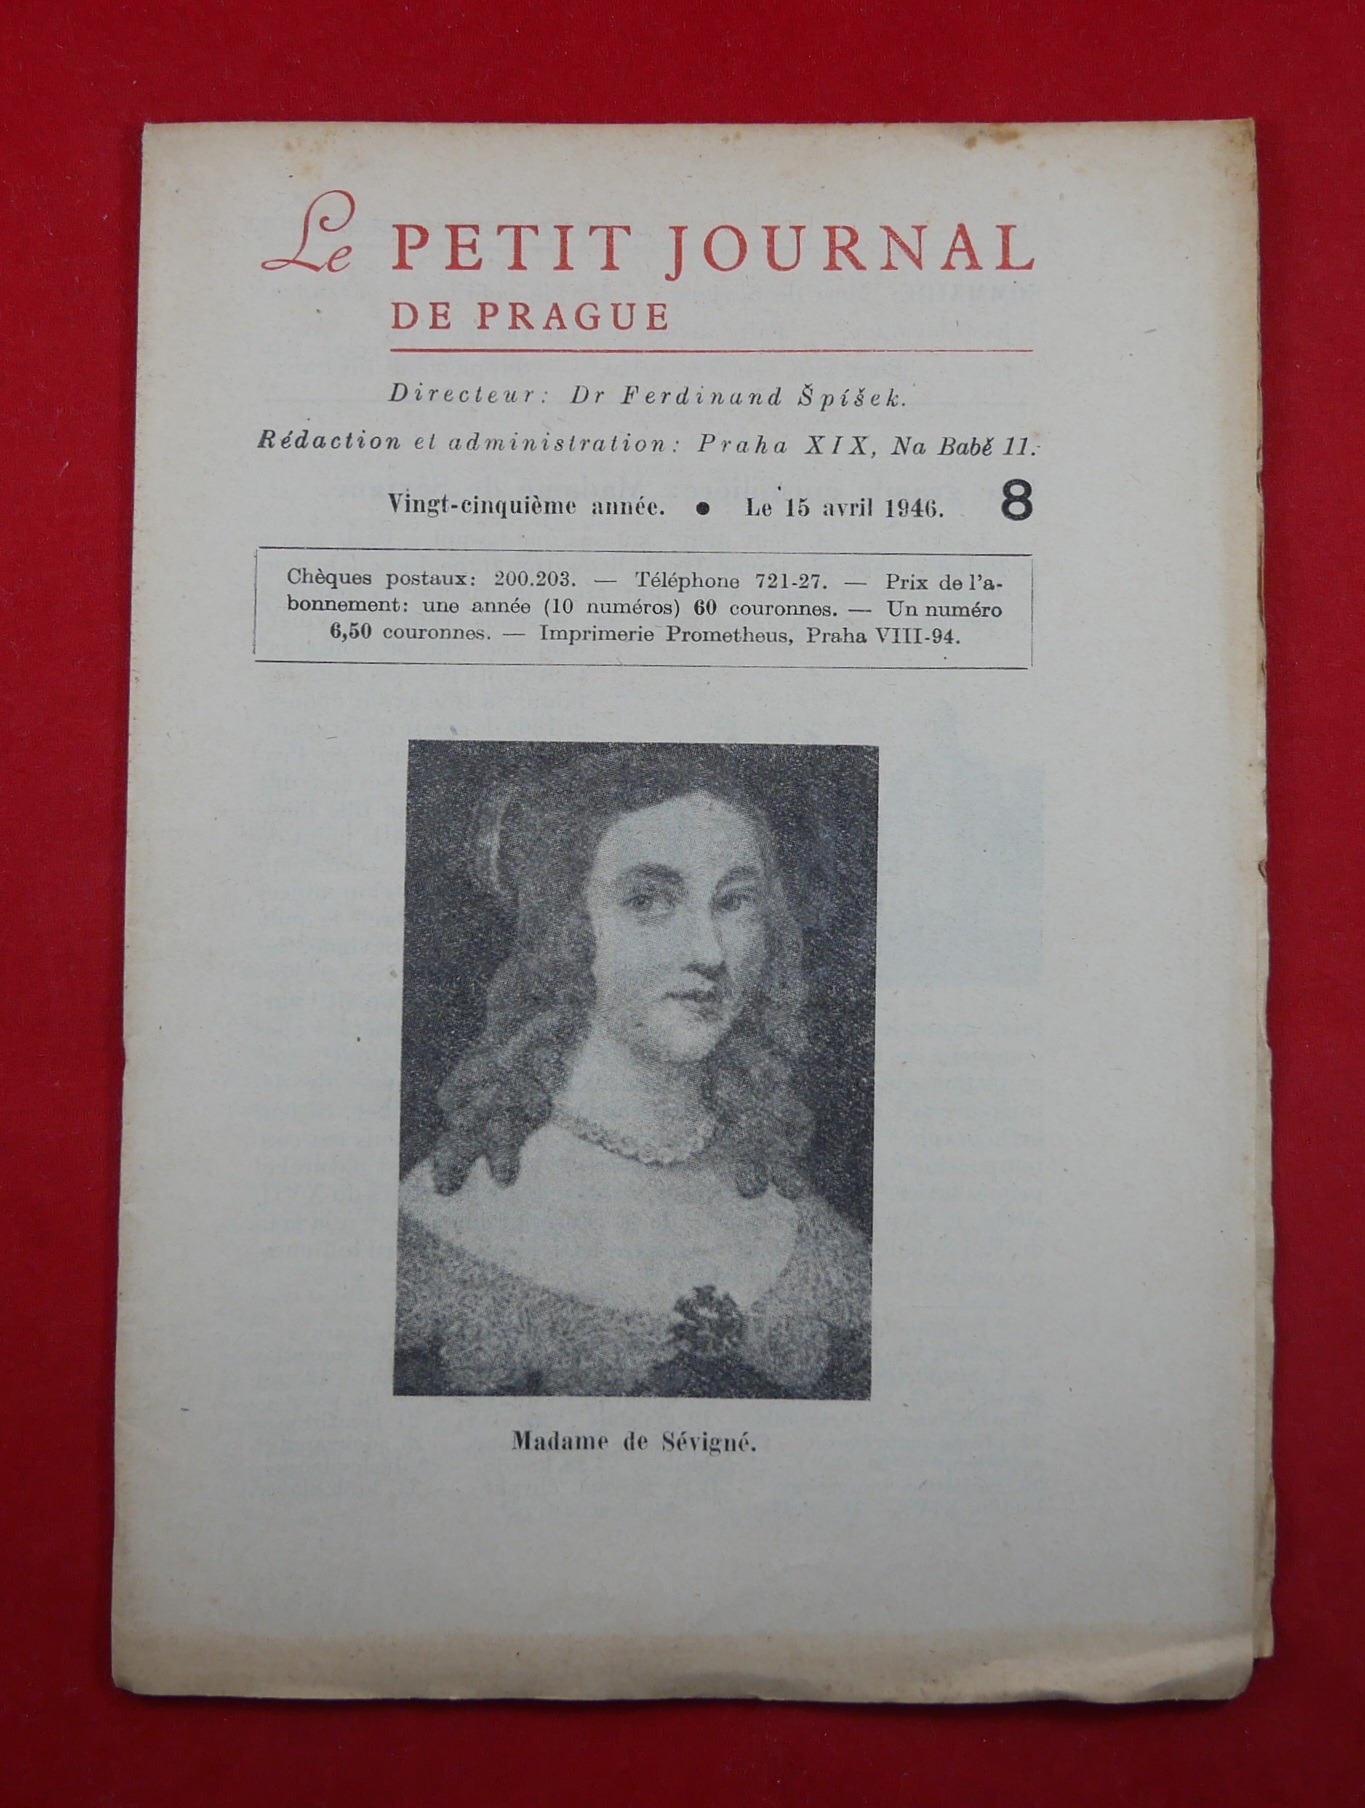 Le PETIT JOURNAL
DE PRAGUE
Directeur: Dr Ferdinand Špíšek.
Rédaction et administration: Praha XIX, Na Babě 11.
Vingt-cinquième année. ● Le 15 avril 1946. 8
Chèques postaux: 200.203. — Téléphone 721-27. — Prix de l'a-
bonnement: une année (10 numéros) 60 couronnes. — Un numéro
6,50 couronnes. — Imprimerie Prometheus, Praha VIII-94.
Madame de Sévigné.